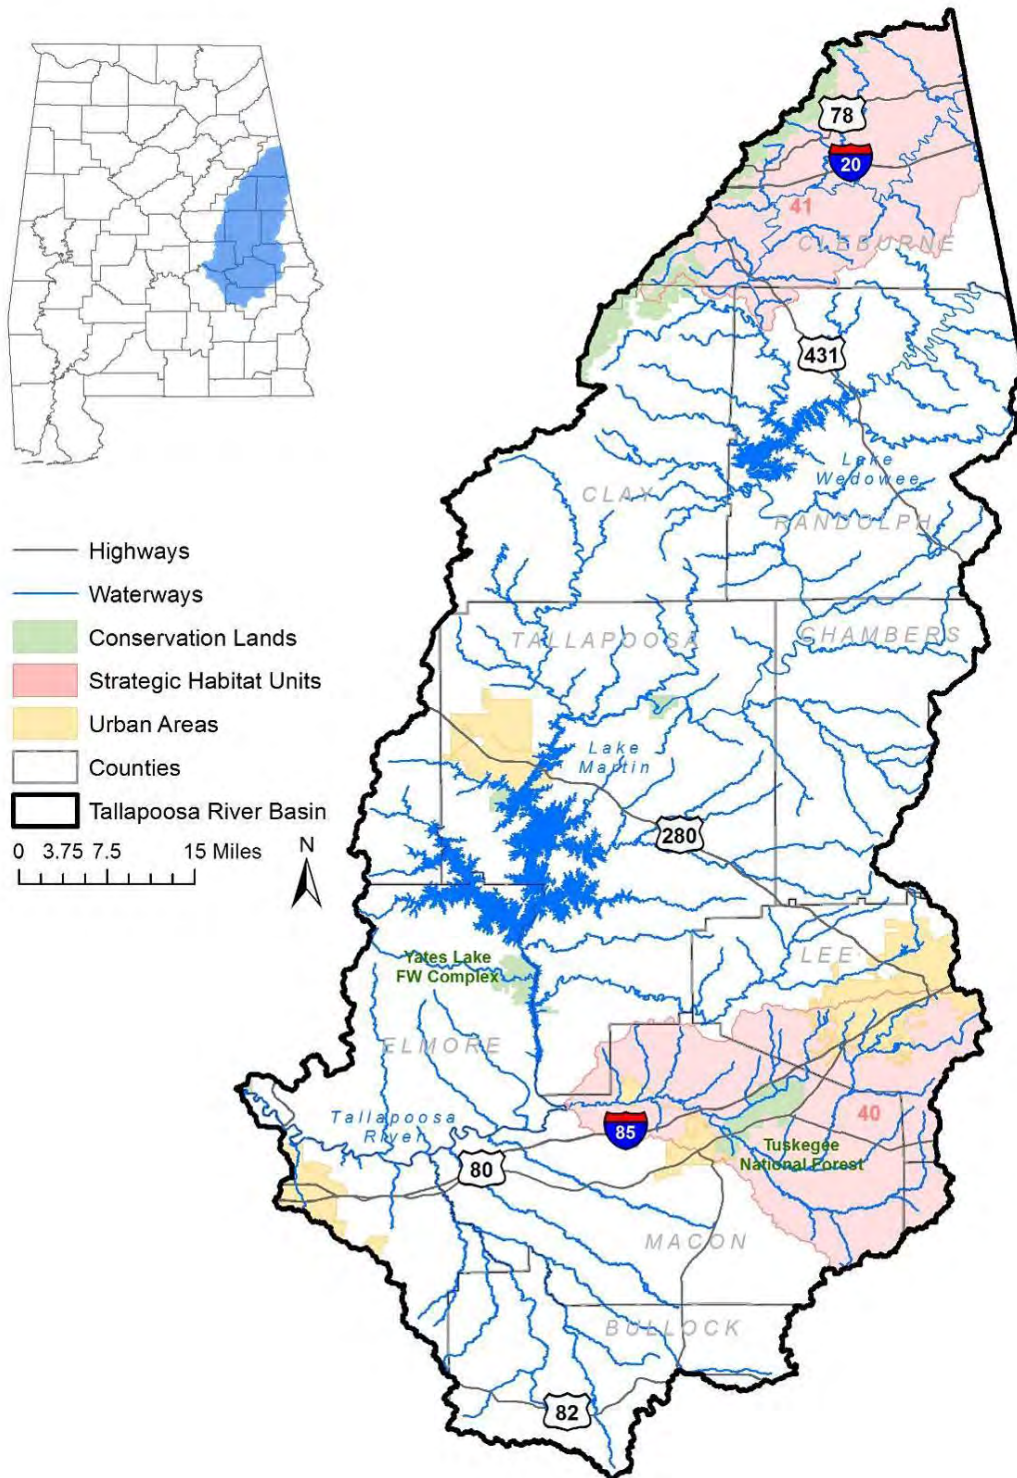 78
20
41
CLEBURNE
431
Lake
Wedowee
CLAY
RANDOLPH
Highways
Waterways
Conservation Lands
Strategic Habitat Units
Urban Areas
Counties
Tallapoosa River Basin
0 3.75 7.5 15 Miles
N
TALLAPOOSA
CHAMBERS
Lake
Martin
280
Yates Lake
FW Complex
LEE
ELMORE
Tallapoosa
River
85
40
80
Tuskegee
National Forest
MACON
BULLOCK
82